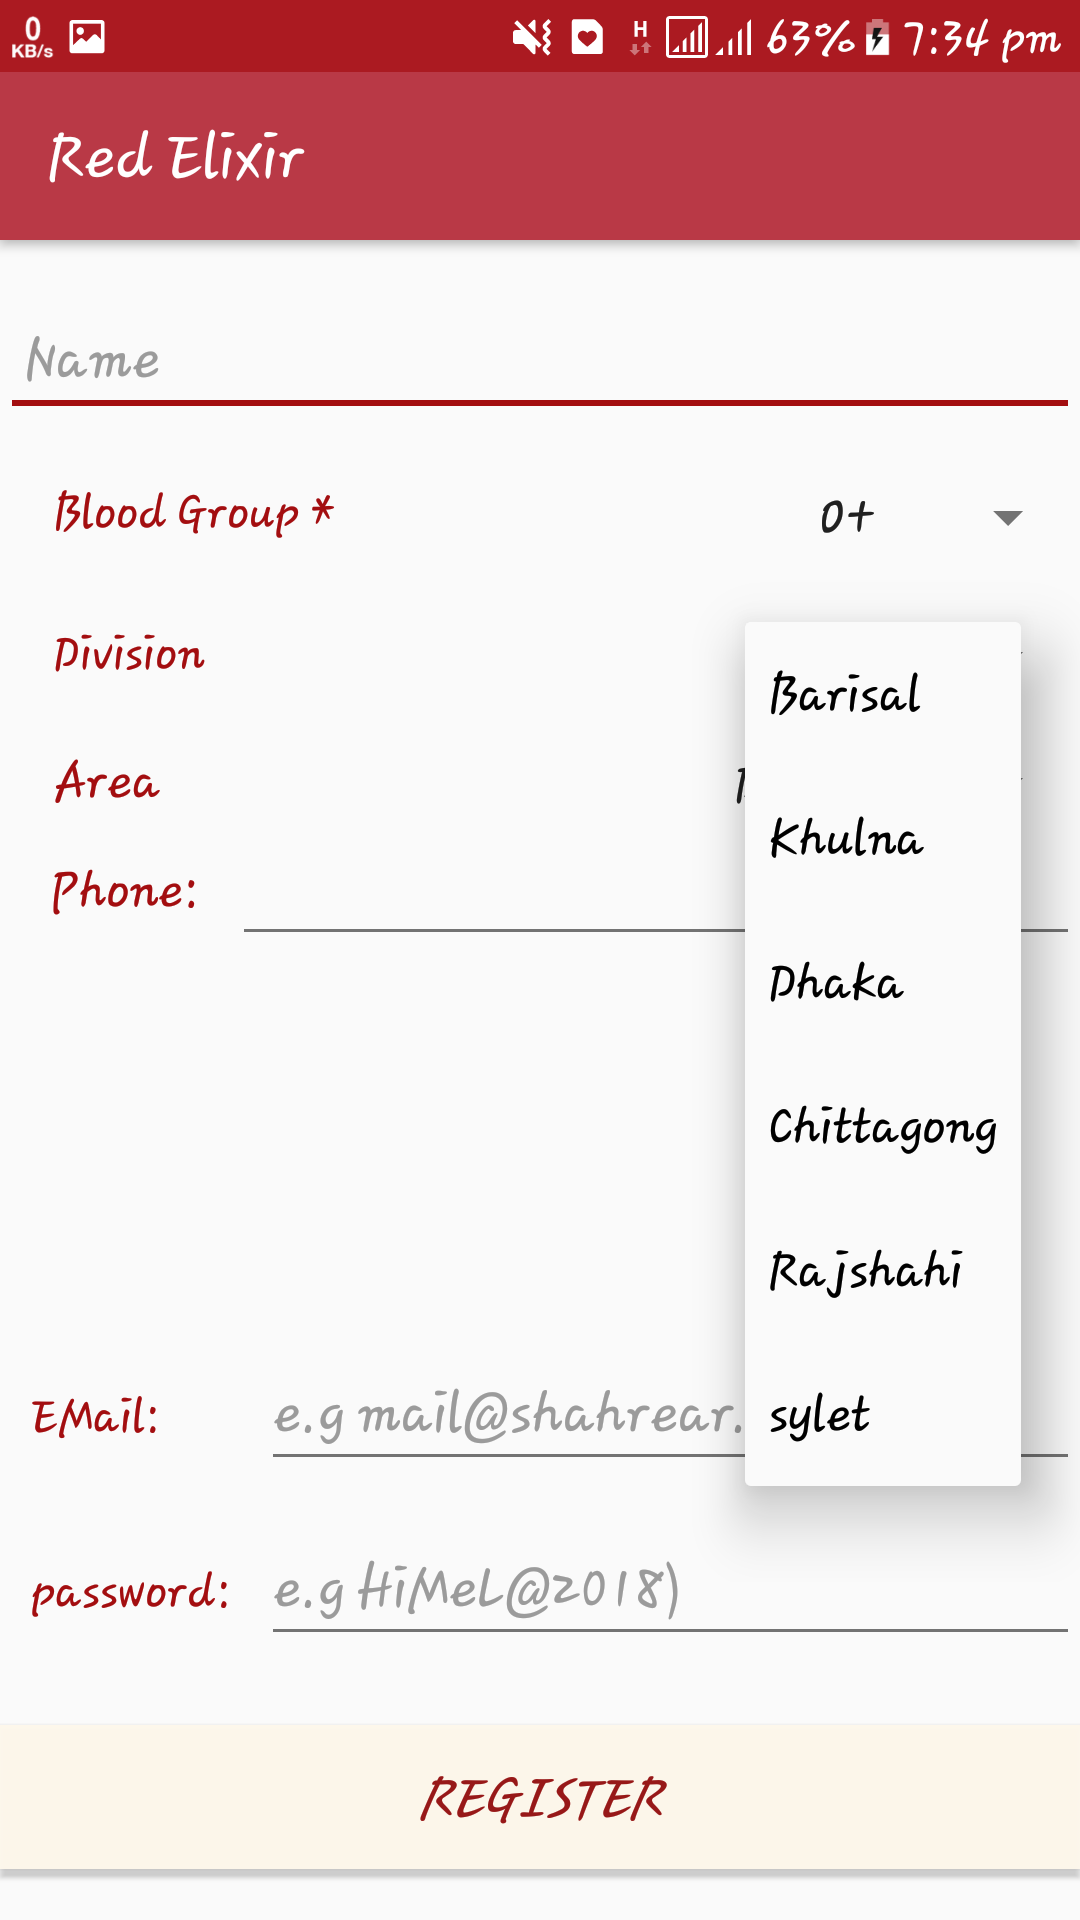 0 KB/s H 63% 7:34 pm
Red Elixir
Name
Blood Group * 0+
Division
Barisal
Area
Khulna
Phone:
Dhaka
Chittagong
Rajshahi
EMail: e.g mail@shahrear.
sylet
password: e.g HiMeL@2018)
REGISTER